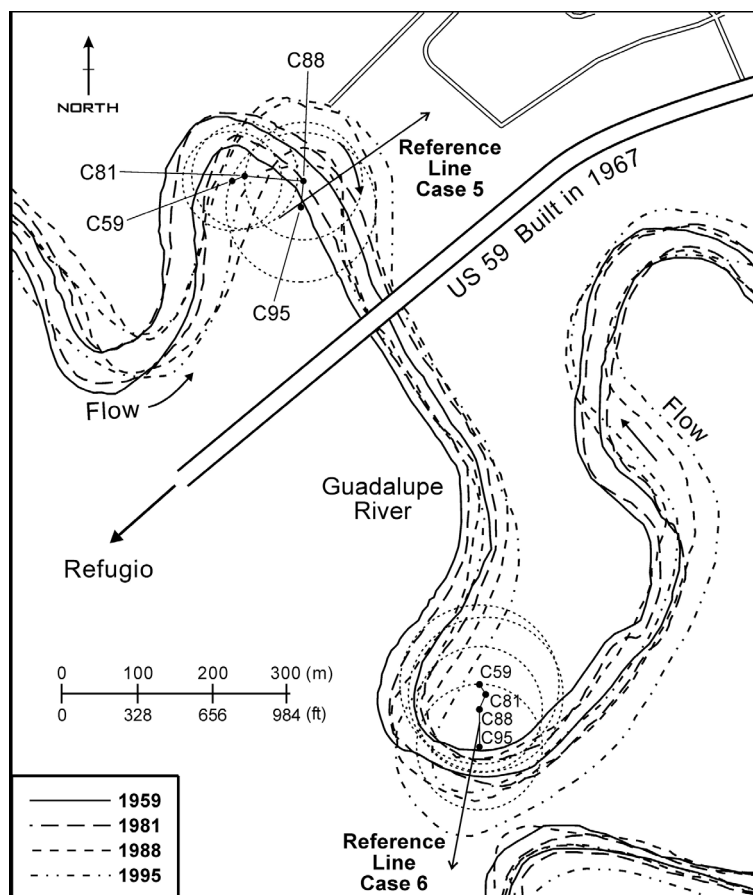 C88
NORTH
Reference
Line
Case 5
C81
C59
US 59 Built in 1967
C95
Flow
Flow
Guadalupe
River
Refugio
0 100 200 300 (m)
0 328 656 984 (ft)
C59
C81
C88
C95
1959
1981
1988
1995
Reference
Line
Case 6